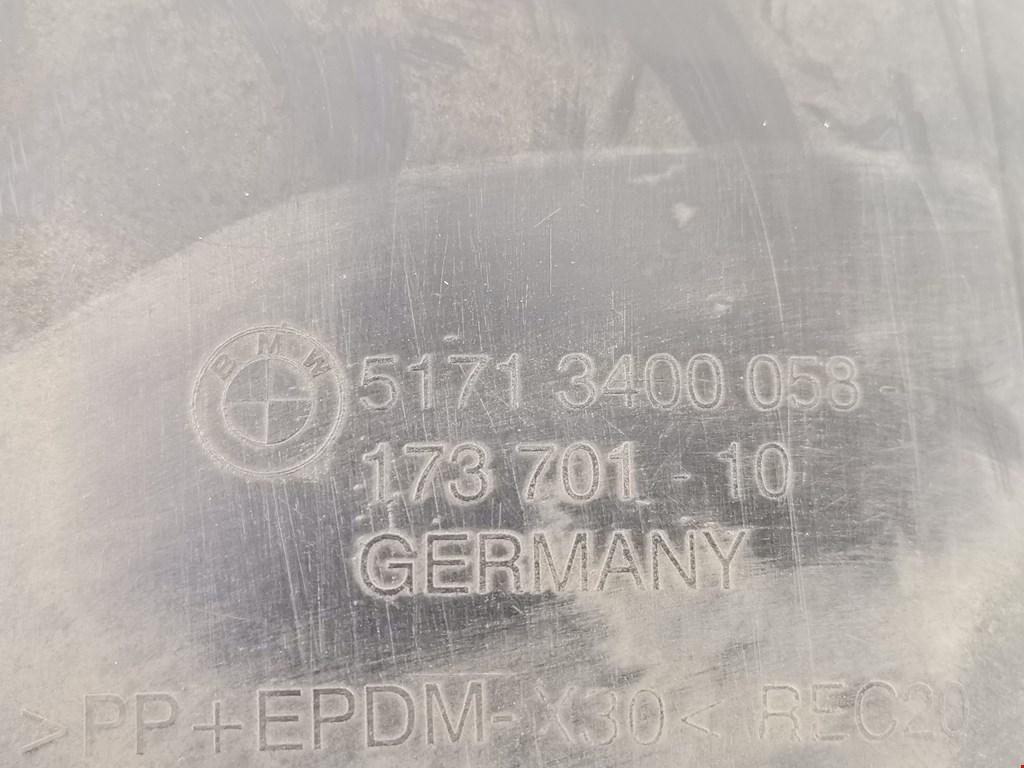 BMW
5171 3400 058
173 701 - 10
GERMANY
>PP+EPDM-X30< REC20